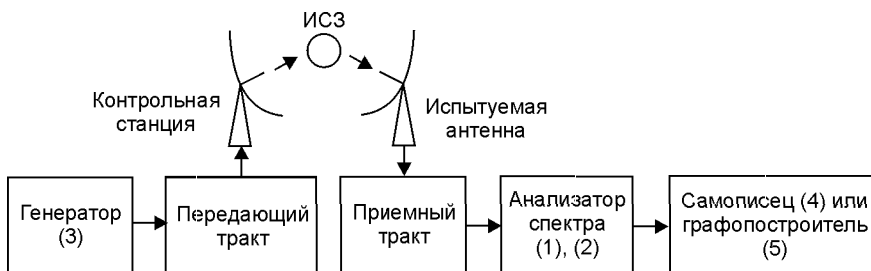 ИСЗ
Контрольная
станция
Испытуемая
антенна
Генератор
(3)
Передающий
тракт
Приемный
тракт
Анализатор
спектра
(1), (2)
Самописец (4) или
графопостроитель
(5)